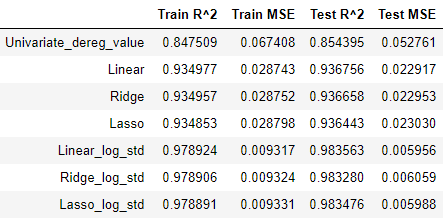 Train R^2 Train MSE Test R^2 Test MSE
Univariate_dereg_value 0.847509 0.067408 0.854395 0.052761
Linear 0.934977 0.028743 0.936756 0.022917
Ridge 0.934957 0.028752 0.936658 0.022953
Lasso 0.934853 0.028798 0.936443 0.023030
Linear_log_std 0.978924 0.009317 0.983563 0.005956
Ridge_log_std 0.978906 0.009324 0.983280 0.006059
Lasso_log_std 0.978891 0.009331 0.983476 0.005988